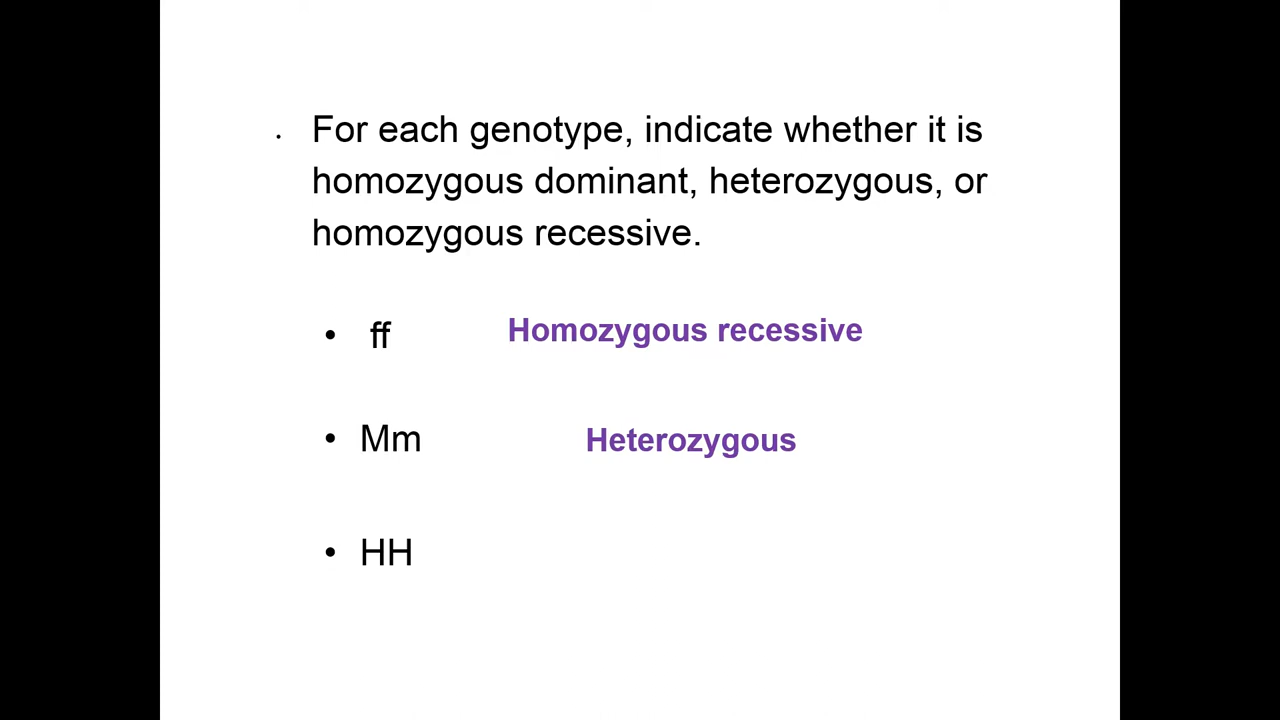 • For each genotype, indicate whether it is
homozygous dominant, heterozygous, or
homozygous recessive.
• ff Homozygous recessive
• Mm Heterozygous
• HH